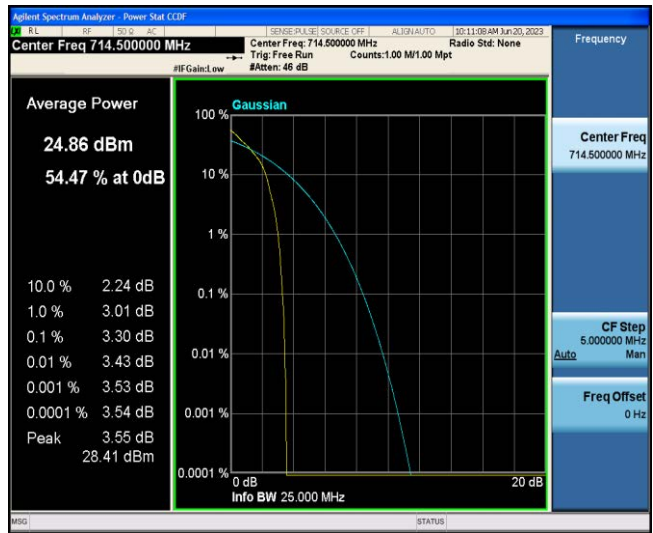 Agilent Spectrum Analyzer - Power Stat CCDF
RL RF 50 Ω AC SENSE:PULSE SOURCE OFF ALIGNAUTO 10:11:08 AM Jun 20, 2023
Center Freq 714.500000 MHz
Center Freq: 714.500000 MHz Radio Std: None
Trig: Free Run Counts:1.00 M/1.00 Mpt
#IFGain:Low #Atten: 46 dB
Frequency
Average Power
24.86 dBm
54.47 % at 0dB
10.0 % 2.24 dB
1.0 % 3.01 dB
0.1 % 3.30 dB
0.01 % 3.43 dB
0.001 % 3.53 dB
0.0001 % 3.54 dB
Peak 3.55 dB
28.41 dBm
Gaussian
100 %
10 %
1 %
0.1 %
0.01 %
0.001 %
0.0001 %
0 dB 20 dB
Info BW 25.000 MHz
Center Freq
714.500000 MHz
CF Step
5.000000 MHz
Auto Man
Freq Offset
0 Hz
MSG STATUS